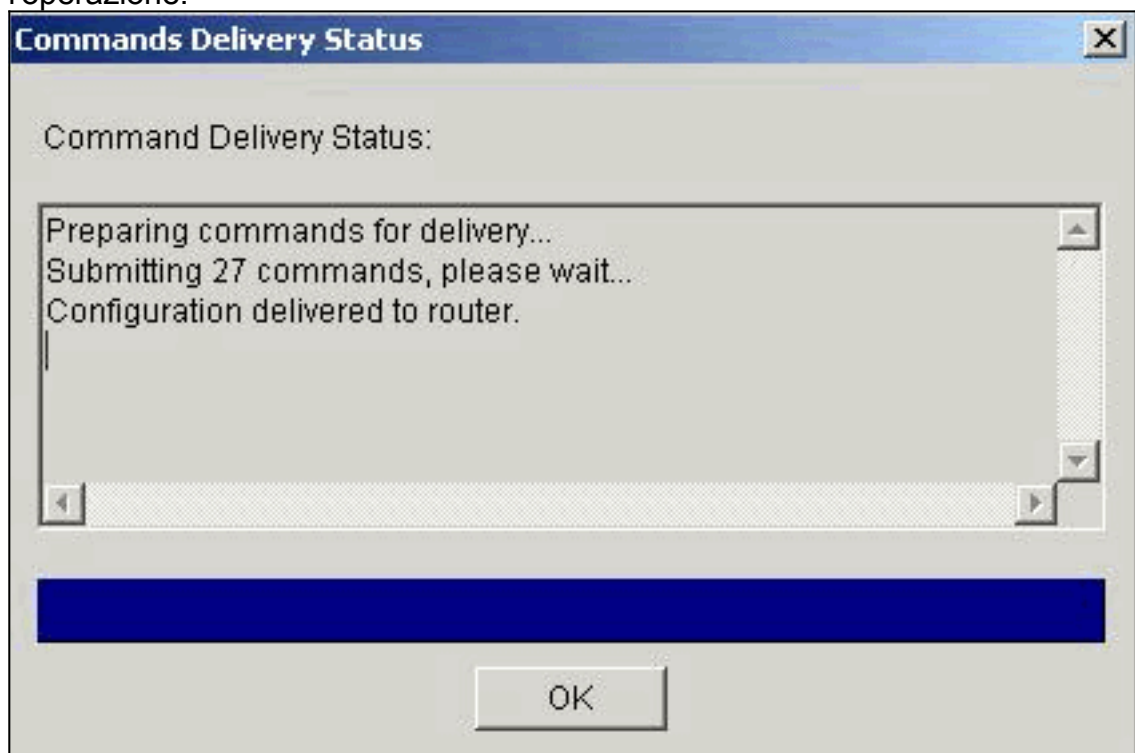 l'operazione.
Commands Delivery Status
Command Delivery Status:
Preparing commands for delivery...
Submitting 27 commands, please wait...
Configuration delivered to router.
OK